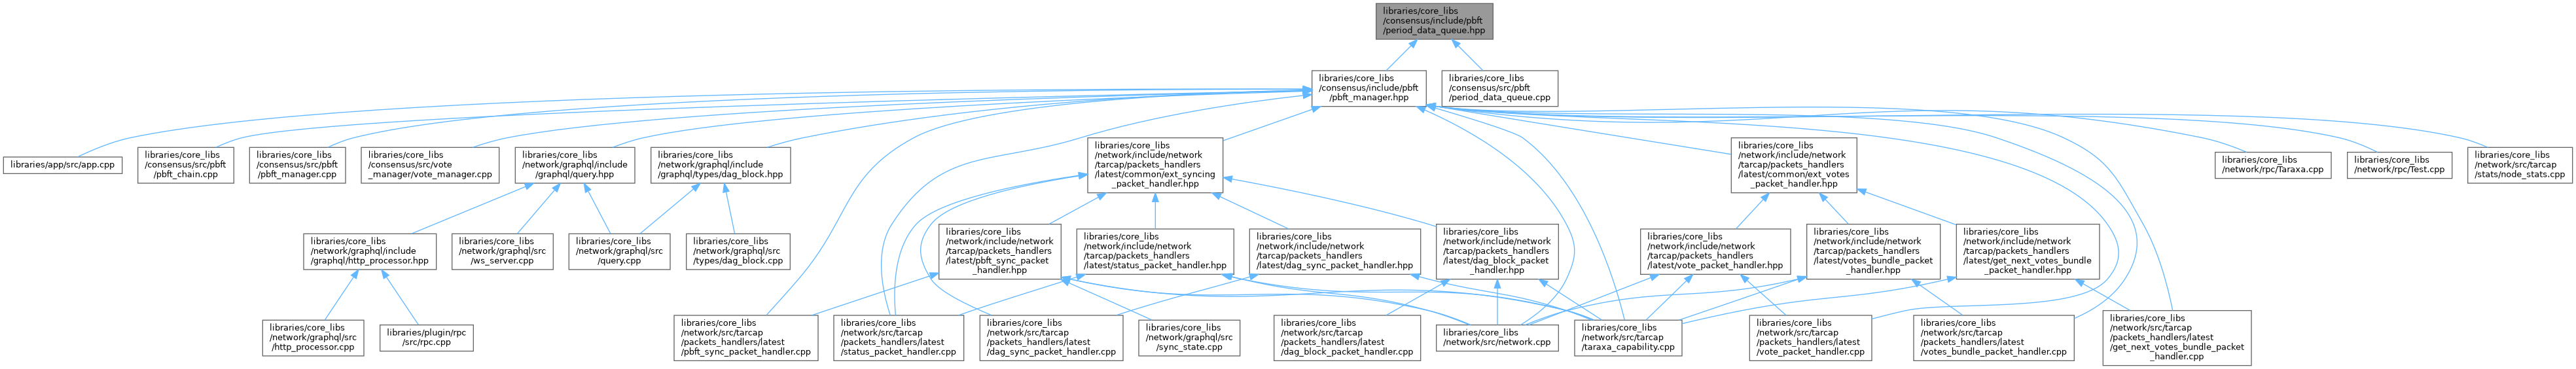 libraries/core_libs
/consensus/include/pbft
/period_data_queue.hpp
libraries/core_libs
/consensus/include/pbft
/pbft_manager.hpp
libraries/core_libs
/consensus/src/pbft
/period_data_queue.cpp
libraries/app/src/app.cpp
libraries/core_libs
/consensus/src/pbft
/pbft_chain.cpp
libraries/core_libs
/consensus/src/pbft
/pbft_manager.cpp
libraries/core_libs
/consensus/src/vote
_manager/vote_manager.cpp
libraries/core_libs
/network/graphql/include
/graphql/query.hpp
libraries/core_libs
/network/graphql/include
/graphql/types/dag_block.hpp
libraries/core_libs
/network/include/network
/tarcap/packets_handlers
/latest/common/ext_syncing
_packet_handler.hpp
libraries/core_libs
/network/include/network
/tarcap/packets_handlers
/latest/common/ext_votes
_packet_handler.hpp
libraries/core_libs
/network/rpc/Taraxa.cpp
libraries/core_libs
/network/rpc/Test.cpp
libraries/core_libs
/network/src/tarcap
/stats/node_stats.cpp
libraries/core_libs
/network/graphql/include
/graphql/http_processor.hpp
libraries/core_libs
/network/graphql/src
/ws_server.cpp
libraries/core_libs
/network/graphql/src
/query.cpp
libraries/core_libs
/network/graphql/src
/types/dag_block.cpp
libraries/core_libs
/network/include/network
/tarcap/packets_handlers
/latest/pbft_sync_packet
_handler.hpp
libraries/core_libs
/network/include/network
/tarcap/packets_handlers
/latest/status_packet_handler.hpp
libraries/core_libs
/network/include/network
/tarcap/packets_handlers
/latest/dag_sync_packet_handler.hpp
libraries/core_libs
/network/include/network
/tarcap/packets_handlers
/latest/dag_block_packet
_handler.hpp
libraries/core_libs
/network/include/network
/tarcap/packets_handlers
/latest/vote_packet_handler.hpp
libraries/core_libs
/network/include/network
/tarcap/packets_handlers
/latest/votes_bundle_packet
_handler.hpp
libraries/core_libs
/network/include/network
/tarcap/packets_handlers
/latest/get_next_votes_bundle
_packet_handler.hpp
libraries/core_libs
/network/graphql/src
/http_processor.cpp
libraries/plugin/rpc
/src/rpc.cpp
libraries/core_libs
/network/src/tarcap
/packets_handlers/latest
/pbft_sync_packet_handler.cpp
libraries/core_libs
/network/src/tarcap
/packets_handlers/latest
/status_packet_handler.cpp
libraries/core_libs
/network/src/tarcap
/packets_handlers/latest
/dag_sync_packet_handler.cpp
libraries/core_libs
/network/graphql/src
/sync_state.cpp
libraries/core_libs
/network/src/tarcap
/packets_handlers/latest
/dag_block_packet_handler.cpp
libraries/core_libs
/network/src/network.cpp
libraries/core_libs
/network/src/tarcap
/taraxa_capability.cpp
libraries/core_libs
/network/src/tarcap
/packets_handlers/latest
/vote_packet_handler.cpp
libraries/core_libs
/network/src/tarcap
/packets_handlers/latest
/votes_bundle_packet_handler.cpp
libraries/core_libs
/network/src/tarcap
/packets_handlers/latest
/get_next_votes_bundle_packet
_handler.cpp